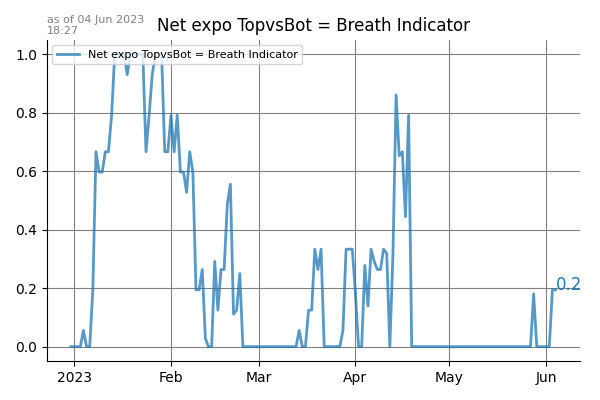 as of 04 Jun 2023
18:27
Net expo TopvsBot = Breath Indicator
Net expo TopvsBot = Breath Indicator
1.0
0.8
0.6
0.4
0.2
0.0
0.2
2023 Feb Mar Apr May Jun